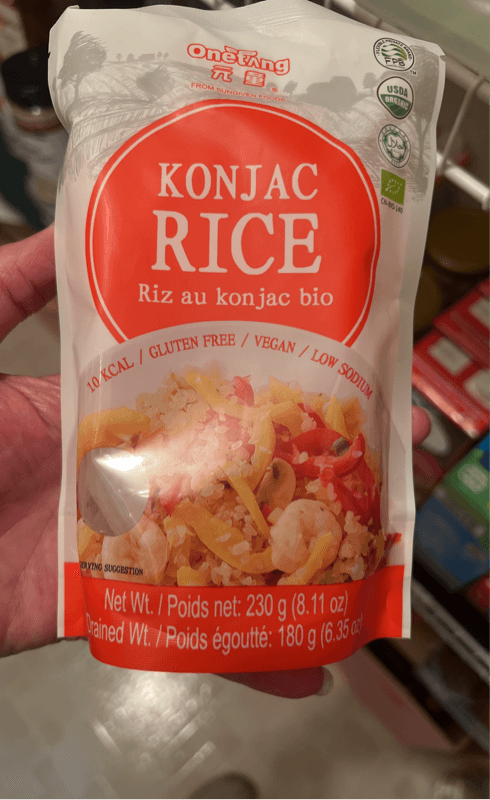 Onetang
元童
FROM SUNGIVEN FOODS
FPB
USDA
ORGANIC
KONJAC
RICE
Riz au konjac bio
10 KCAL / GLUTEN FREE / VEGAN / LOW SODIUM
SERVING SUGGESTION
Net Wt. / Poids net: 230 g (8.11 oz)
Drained Wt. / Poids égoutté: 180 g (6.35 oz)